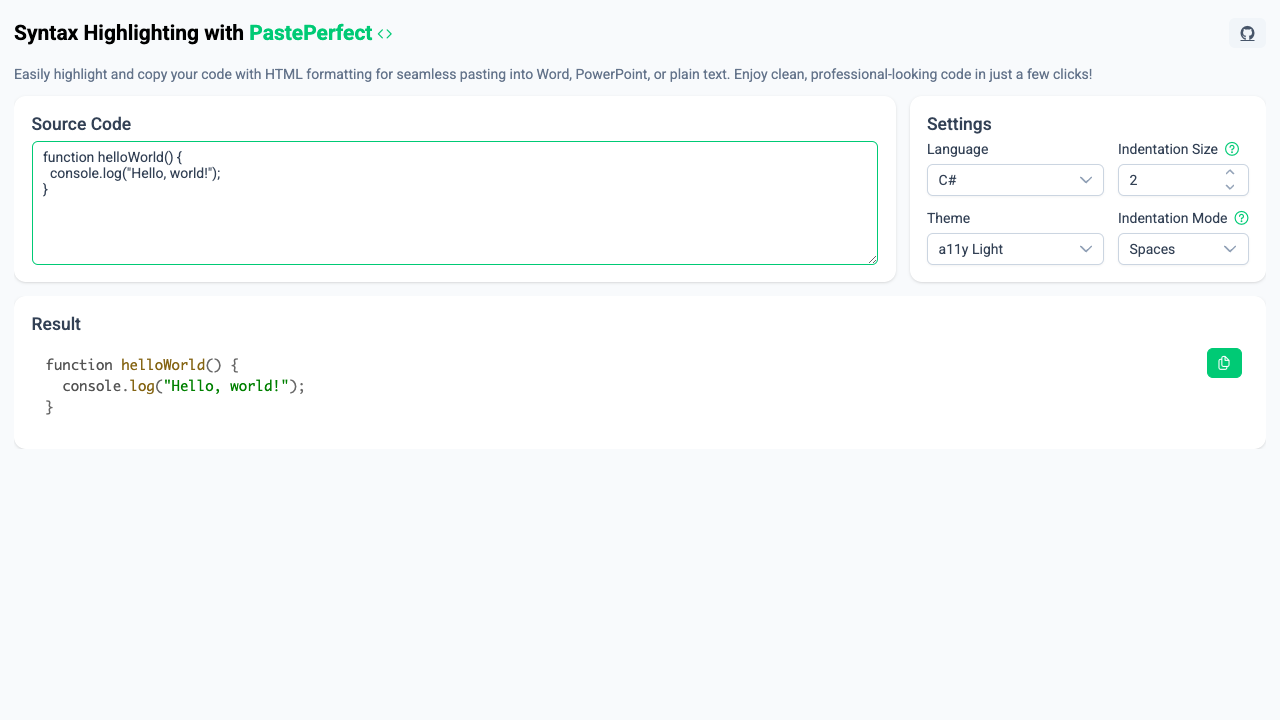 Syntax Highlighting with PastePerfect <>
Easily highlight and copy your code with HTML formatting for seamless pasting into Word, PowerPoint, or plain text. Enjoy clean, professional-looking code in just a few clicks!
Source Code
function helloWorld() {
  console.log("Hello, world!");
}
Settings
Language
Indentation Size
C#
2
Theme
Indentation Mode
a11y Light
Spaces
Result
function helloWorld() {
  console.log("Hello, world!");
}